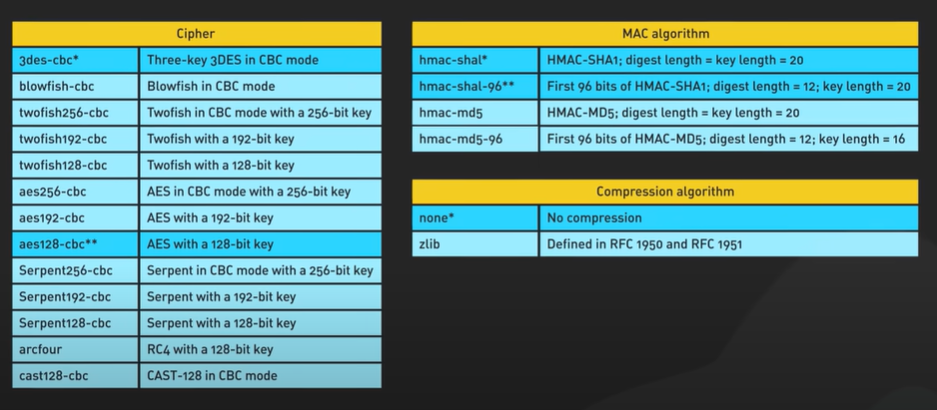 Cipher
3des-cbc* Three-key 3DES in CBC mode
blowfish-cbc Blowfish in CBC mode
twofish256-cbc Twofish in CBC mode with a 256-bit key
twofish192-cbc Twofish with a 192-bit key
twofish128-cbc Twofish with a 128-bit key
aes256-cbc AES in CBC mode with a 256-bit key
aes192-cbc AES with a 192-bit key
aes128-cbc** AES with a 128-bit key
Serpent256-cbc Serpent in CBC mode with a 256-bit key
Serpent192-cbc Serpent with a 192-bit key
Serpent128-cbc Serpent with a 128-bit key
arcfour RC4 with a 128-bit key
cast128-cbc CAST-128 in CBC mode
MAC algorithm
hmac-shal* HMAC-SHA1; digest length = key length = 20
hmac-shal-96** First 96 bits of HMAC-SHA1; digest length = 12; key length = 20
hmac-md5 HMAC-MD5; digest length = key length = 20
hmac-md5-96 First 96 bits of HMAC-MD5; digest length = 12; key length = 16
Compression algorithm
none* No compression
zlib Defined in RFC 1950 and RFC 1951